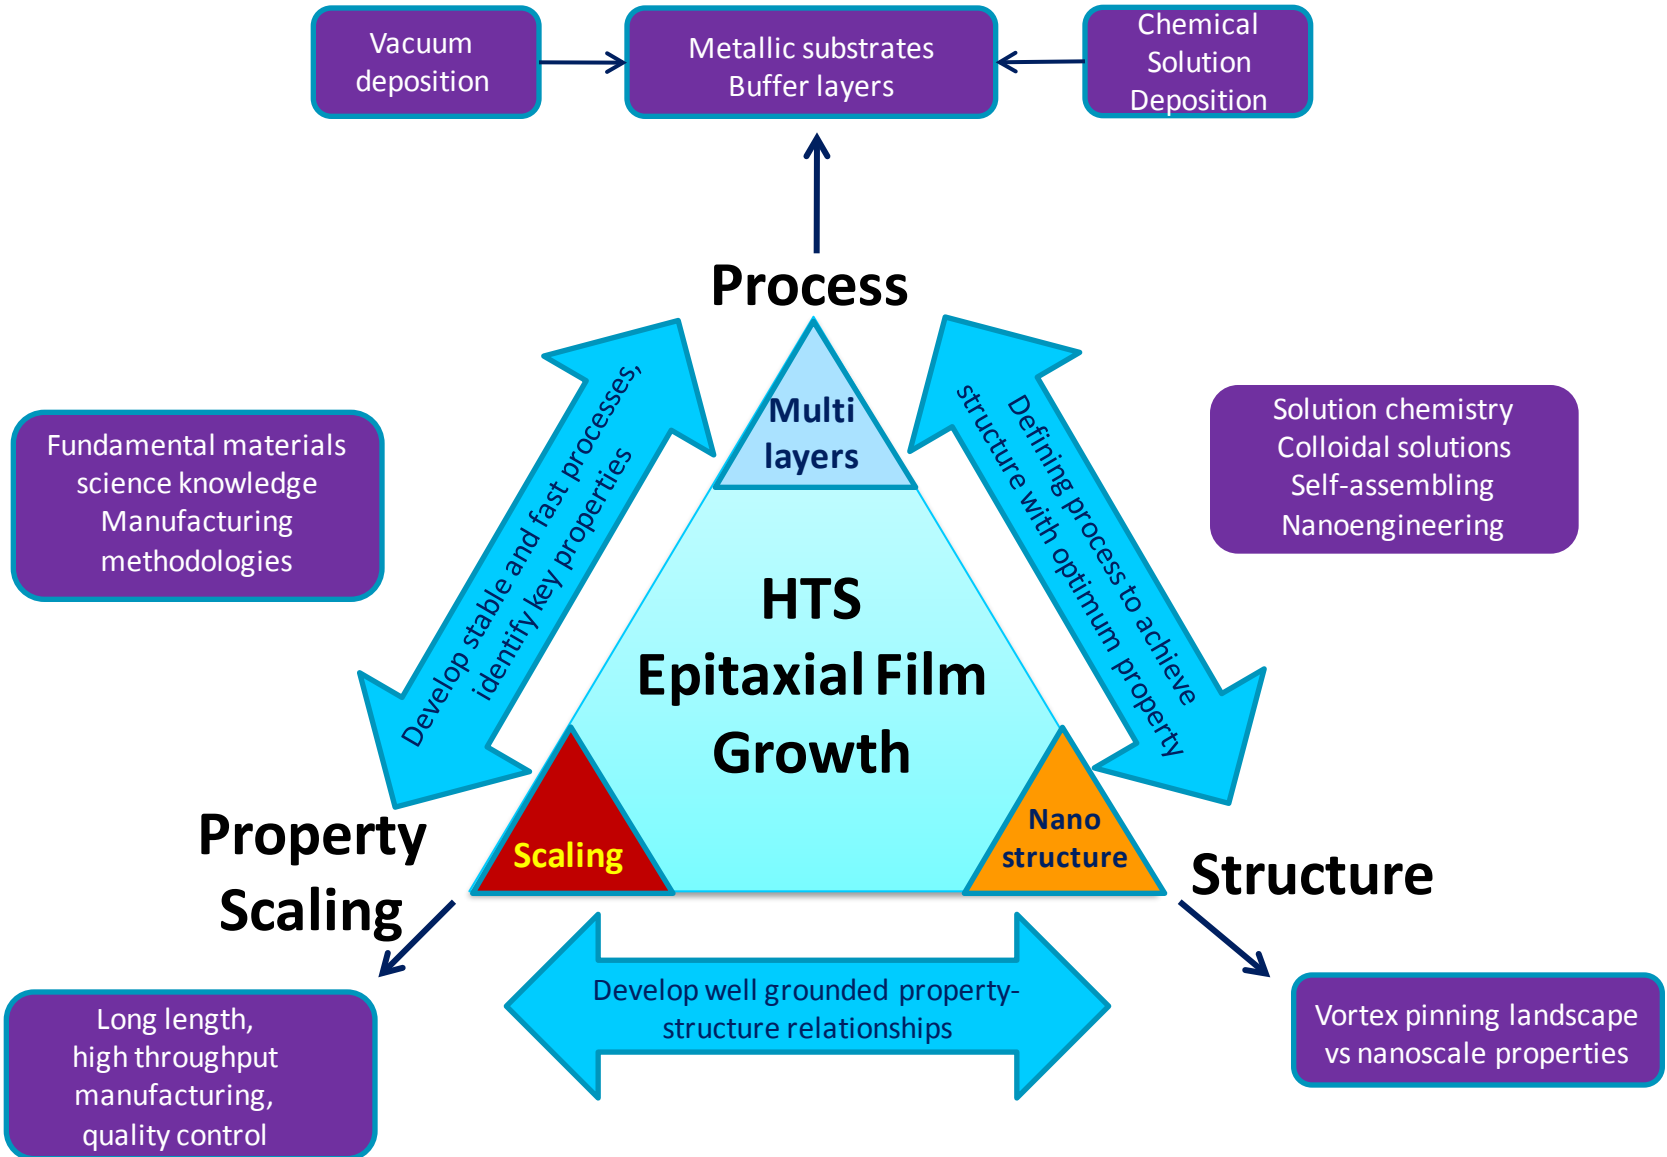 Vacuum
deposition
Metallic substrates
Buffer layers
Chemical
Solution
Deposition
Process
Multi
layers
Develop stable and fast processes,
identify key properties
Defining process to achieve
structure with optimum property
Fundamental materials
science knowledge
Manufacturing
methodologies
Solution chemistry
Colloidal solutions
Self-assembling
Nanoengineering
HTS
Epitaxial Film
Growth
Property
Scaling
Scaling
Nano
structure
Structure
Develop well grounded property-
structure relationships
Long length,
high throughput
manufacturing,
quality control
Vortex pinning landscape
vs nanoscale properties